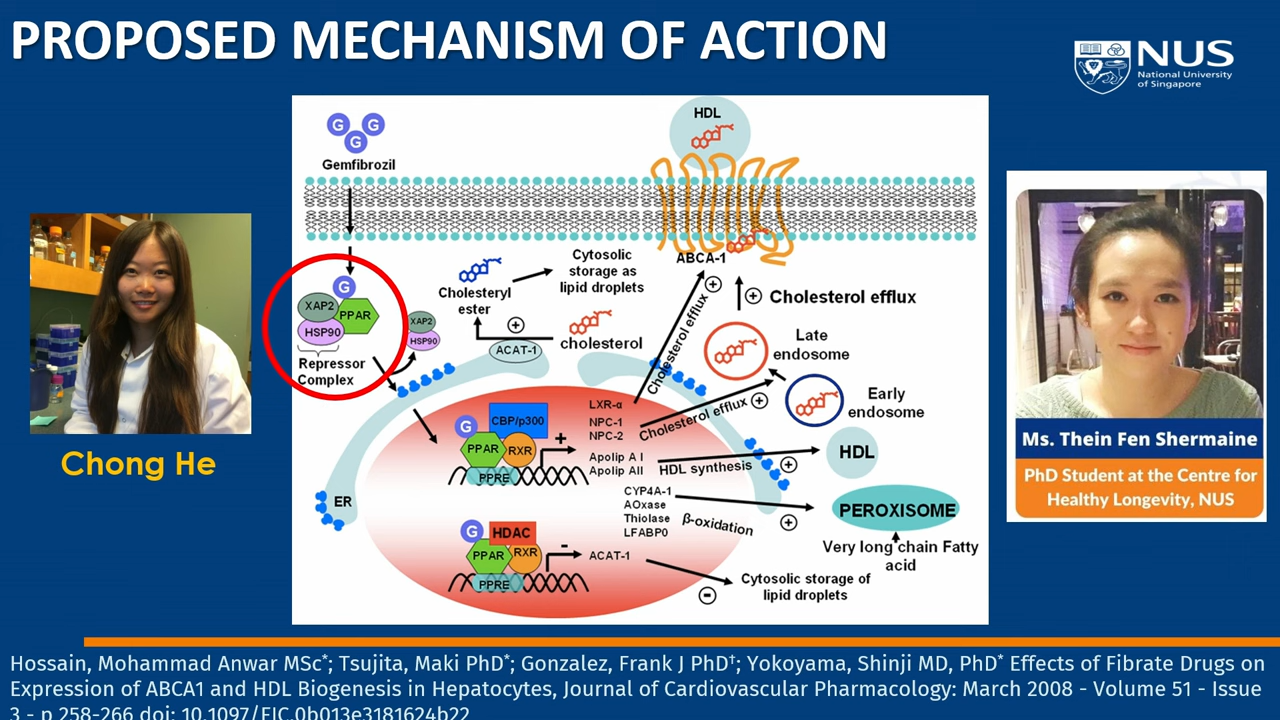 PROPOSED MECHANISM OF ACTION
NUS
National University
of Singapore
G
G
G
Gemfibrozil
HDL
ABCA-1
G
XAP2
PPAR
HSP90
Repressor
Complex
XAP2
HSP90
Cholesteryl
ester
Cytosolic
storage as
lipid droplets
+
cholesterol
ACAT-1
Cholesterol efflux
+
+
Cholesterol efflux
Late
endosome
Early
endosome
G
CBP/p300
PPAR
RXR
PPRE
+
LXR-α
NPC-1
NPC-2
Cholesterol efflux
+
Apolip A I
Apolip AII
HDL synthesis
+
HDL
CYP4A-1
AOxase
Thiolase
LFABP0
β-oxidation
+
PEROXISOME
Very long chain Fatty
acid
ER
G
HDAC
PPAR
RXR
PPRE
-
ACAT-1
-
Cytosolic storage of
lipid droplets
Chong He
Ms. Thein Fen Shermaine
PhD Student at the Centre for
Healthy Longevity, NUS
Hossain, Mohammad Anwar MSc*; Tsujita, Maki PhD*; Gonzalez, Frank J PhD†; Yokoyama, Shinji MD, PhD* Effects of Fibrate Drugs on
Expression of ABCA1 and HDL Biogenesis in Hepatocytes, Journal of Cardiovascular Pharmacology: March 2008 - Volume 51 - Issue
3 - p 258-266 doi: 10.1097/FJC.0b013e3181624b22